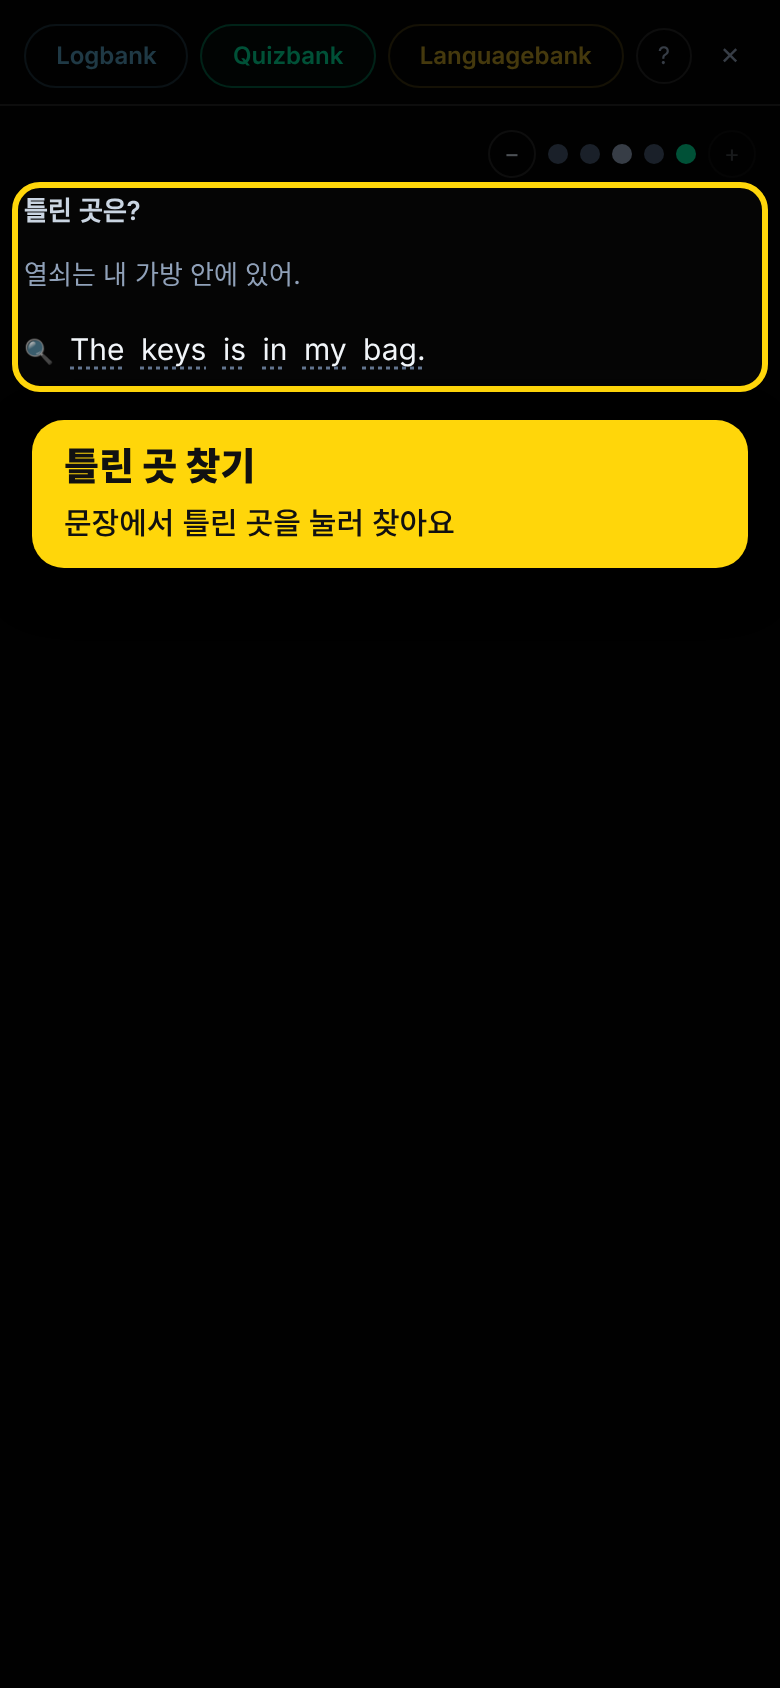 Logbank Quizbank Languagebank ? ×
− +
틀린 곳은?
열쇠는 내 가방 안에 있어.
The keys is in my bag.
틀린 곳 찾기
문장에서 틀린 곳을 눌러 찾아요